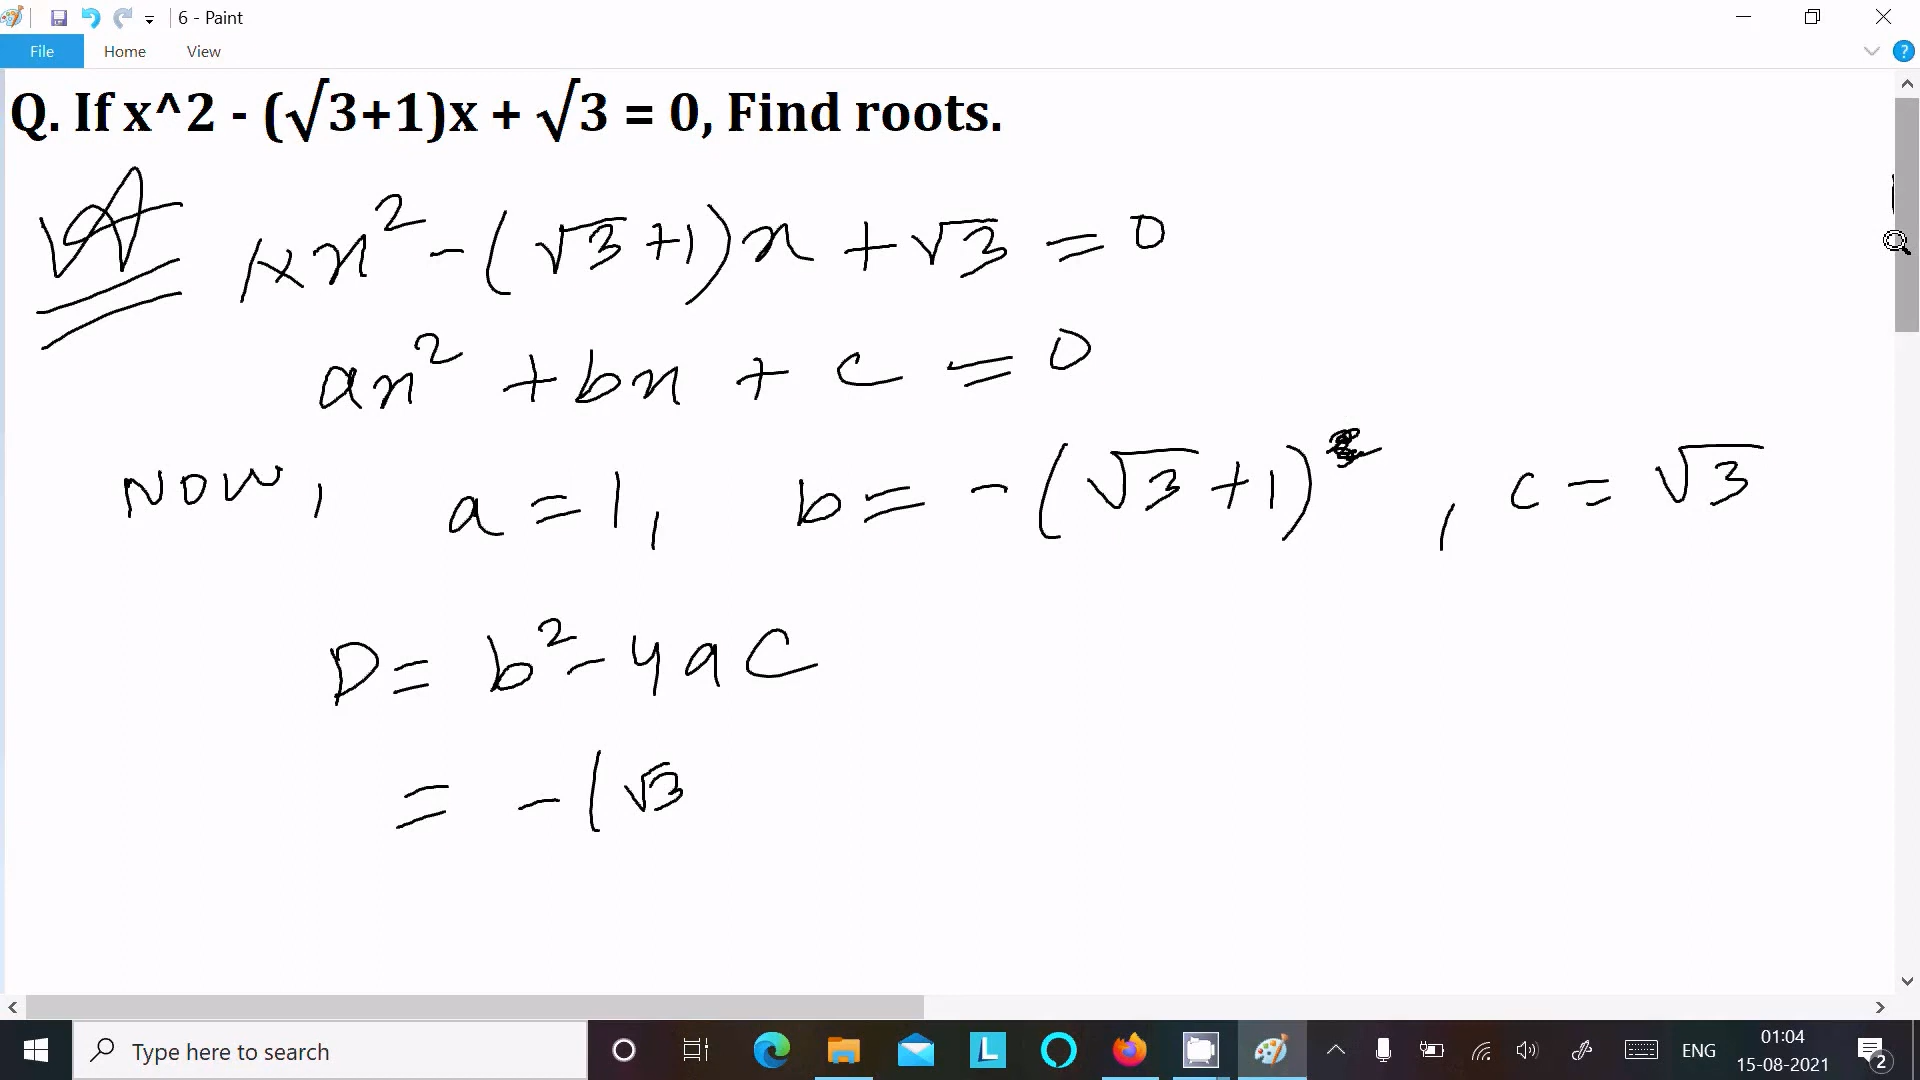 6 - Paint
File Home View
Q. If x^2 - (√3+1)x + √3 = 0, Find roots.
1×x² - (√3+1)x + √3 = 0
ax² + bx + c = 0
NOW, a = 1, b = -(√3+1) , c = √3
D = b² - 4ac
= -(√3
Type here to search
ENG
01:04
15-08-2021
2